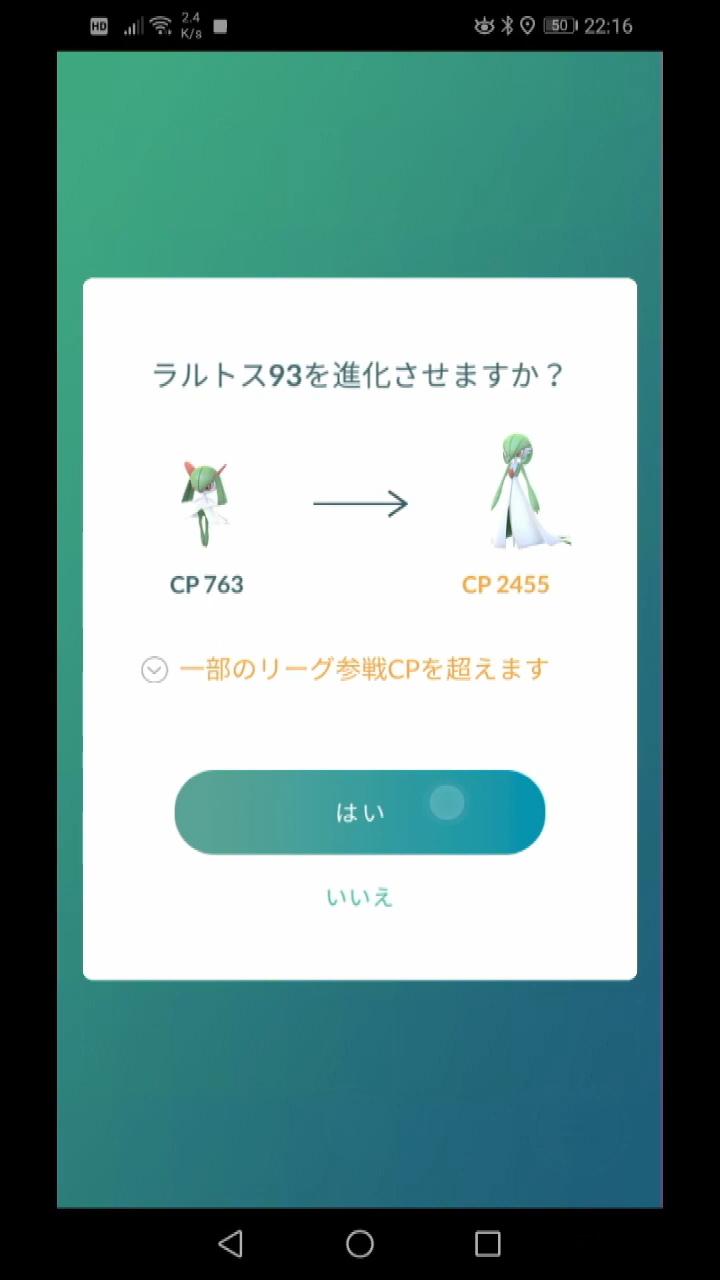 HD 2.4 K/s 50 22:16
ラルトス93を進化させますか？
CP 763 CP 2455
一部のリーグ参戦CPを超えます
はい
いいえ